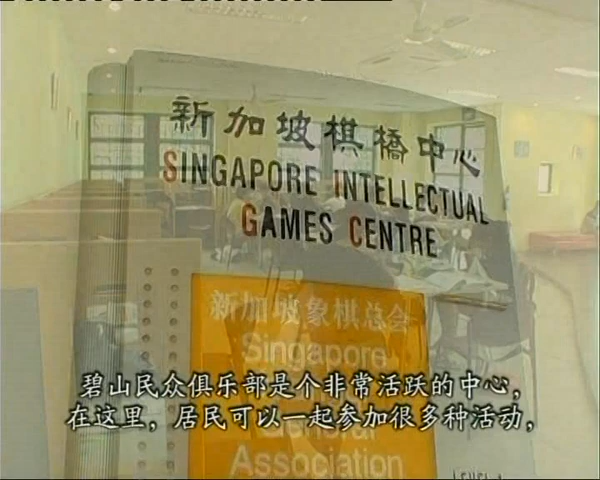 新加坡棋橋中心
SINGAPORE INTELLECTUAL
GAMES CENTRE
新加坡象棋总会
Singapore
General
Association
碧山民众俱乐部是个非常活跃的中心，
在这里，居民可以一起参加很多种活动，